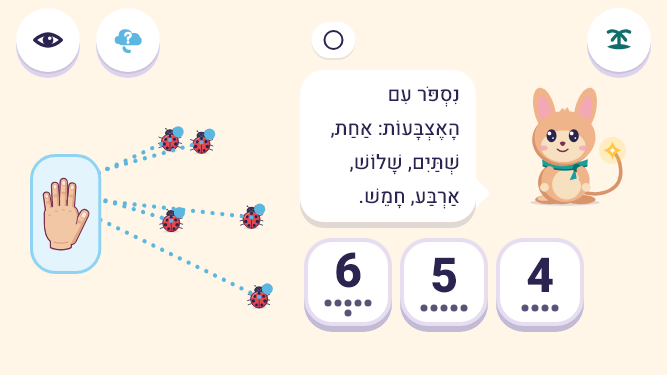 נִסְפֹּר עִם
הָאֶצְבָּעוֹת: אַחַת,
שְׁתַּיִם, שָׁלוֹשׁ,
אַרְבַּע, חָמֵשׁ.
6 5 4
?